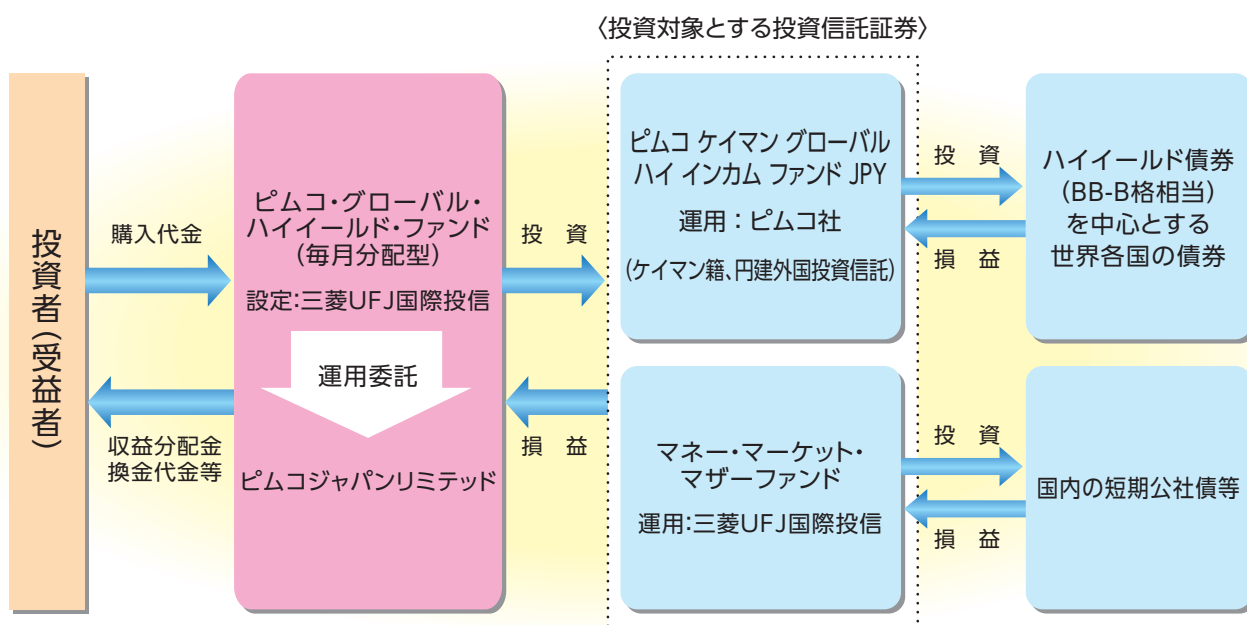 〈投資対象とする投資信託証券〉
投資者(受益者)
購入代金
収益分配金
換金代金等
ピムコ・グローバル・
ハイイールド・ファンド
(毎月分配型)
設定:三菱UFJ国際投信
運用委託
ピムコジャパンリミテッド
投 資
損 益
ピムコ ケイマン グローバル
ハイ インカム ファンド JPY
運用：ピムコ社
(ケイマン籍、円建外国投資信託)
投 資
損 益
ハイイールド債券
(BB-B格相当)
を中心とする
世界各国の債券
マネー・マーケット・
マザーファンド
運用:三菱UFJ国際投信
投 資
損 益
国内の短期公社債等